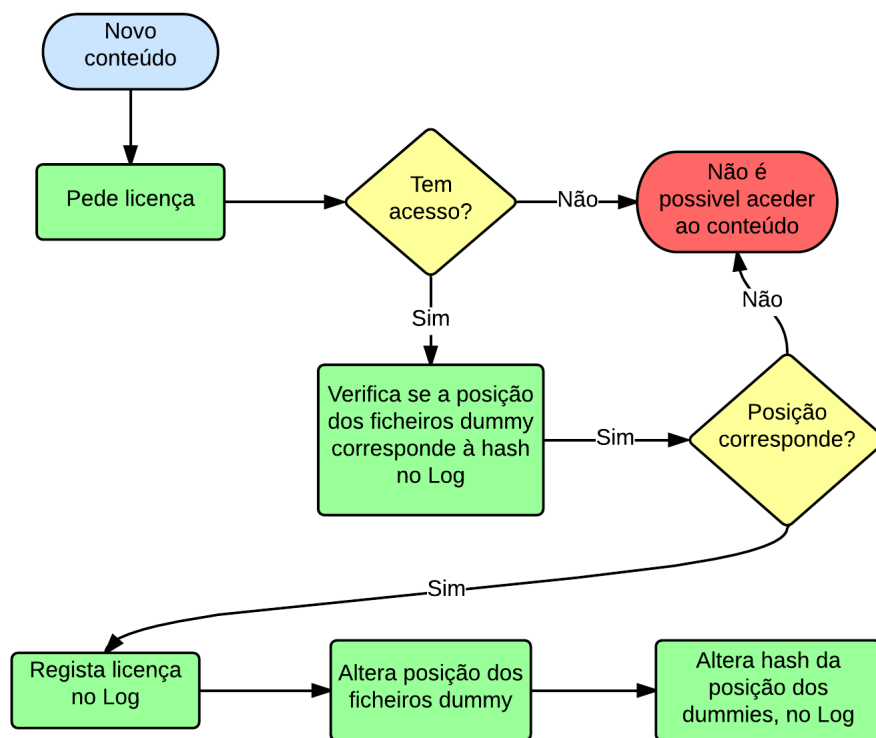 Novo
conteúdo
Pede licença
Tem
acesso?
Não
Não é
possivel aceder
ao conteúdo
Sim
Não
Verifica se a posição
dos ficheiros dummy
corresponde à hash
no Log
Sim
Posição
corresponde?
Sim
Regista licença
no Log
Altera posição dos
ficheiros dummy
Altera hash da
posição dos
dummies, no Log